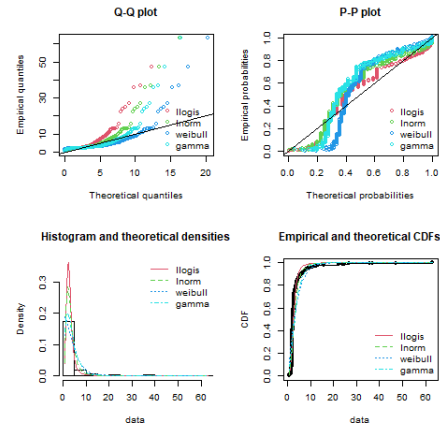 Q-Q plot
Empirical quantiles
50
30
10
0
5
10
15
20
Theoretical quantiles
llogis
lnorm
weibull
gamma
P-P plot
Empirical probabilities
1.0
0.8
0.6
0.4
0.2
0.0
0.0
0.2
0.4
0.6
0.8
1.0
Theoretical probabilities
llogis
lnorm
weibull
gamma
Histogram and theoretical densities
Density
0.3
0.2
0.1
0.0
0
10
20
30
40
50
60
data
llogis
lnorm
weibull
gamma
Empirical and theoretical CDFs
CDF
1.0
0.8
0.6
0.4
0.2
0.0
0
10
20
30
40
50
60
data
llogis
lnorm
weibull
gamma